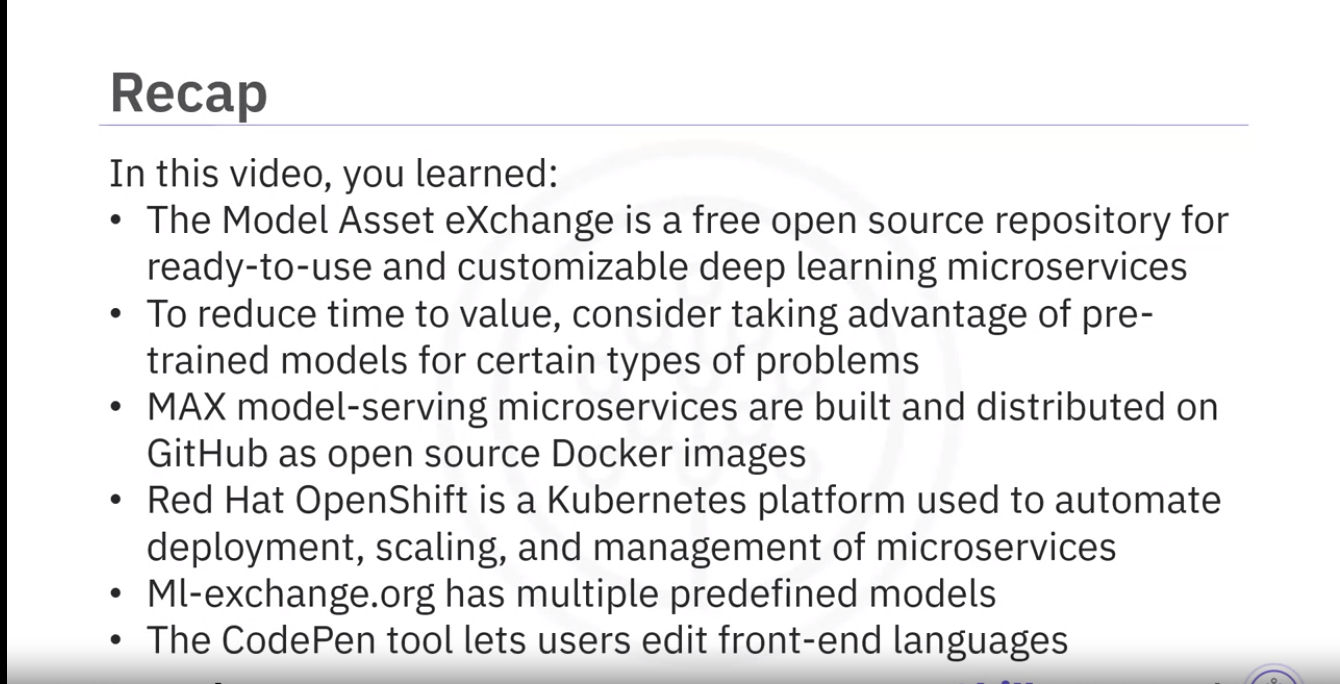 Recap
In this video, you learned:
• The Model Asset eXchange is a free open source repository for
ready-to-use and customizable deep learning microservices
• To reduce time to value, consider taking advantage of pre-
trained models for certain types of problems
• MAX model-serving microservices are built and distributed on
GitHub as open source Docker images
• Red Hat OpenShift is a Kubernetes platform used to automate
deployment, scaling, and management of microservices
• Ml-exchange.org has multiple predefined models
• The CodePen tool lets users edit front-end languages